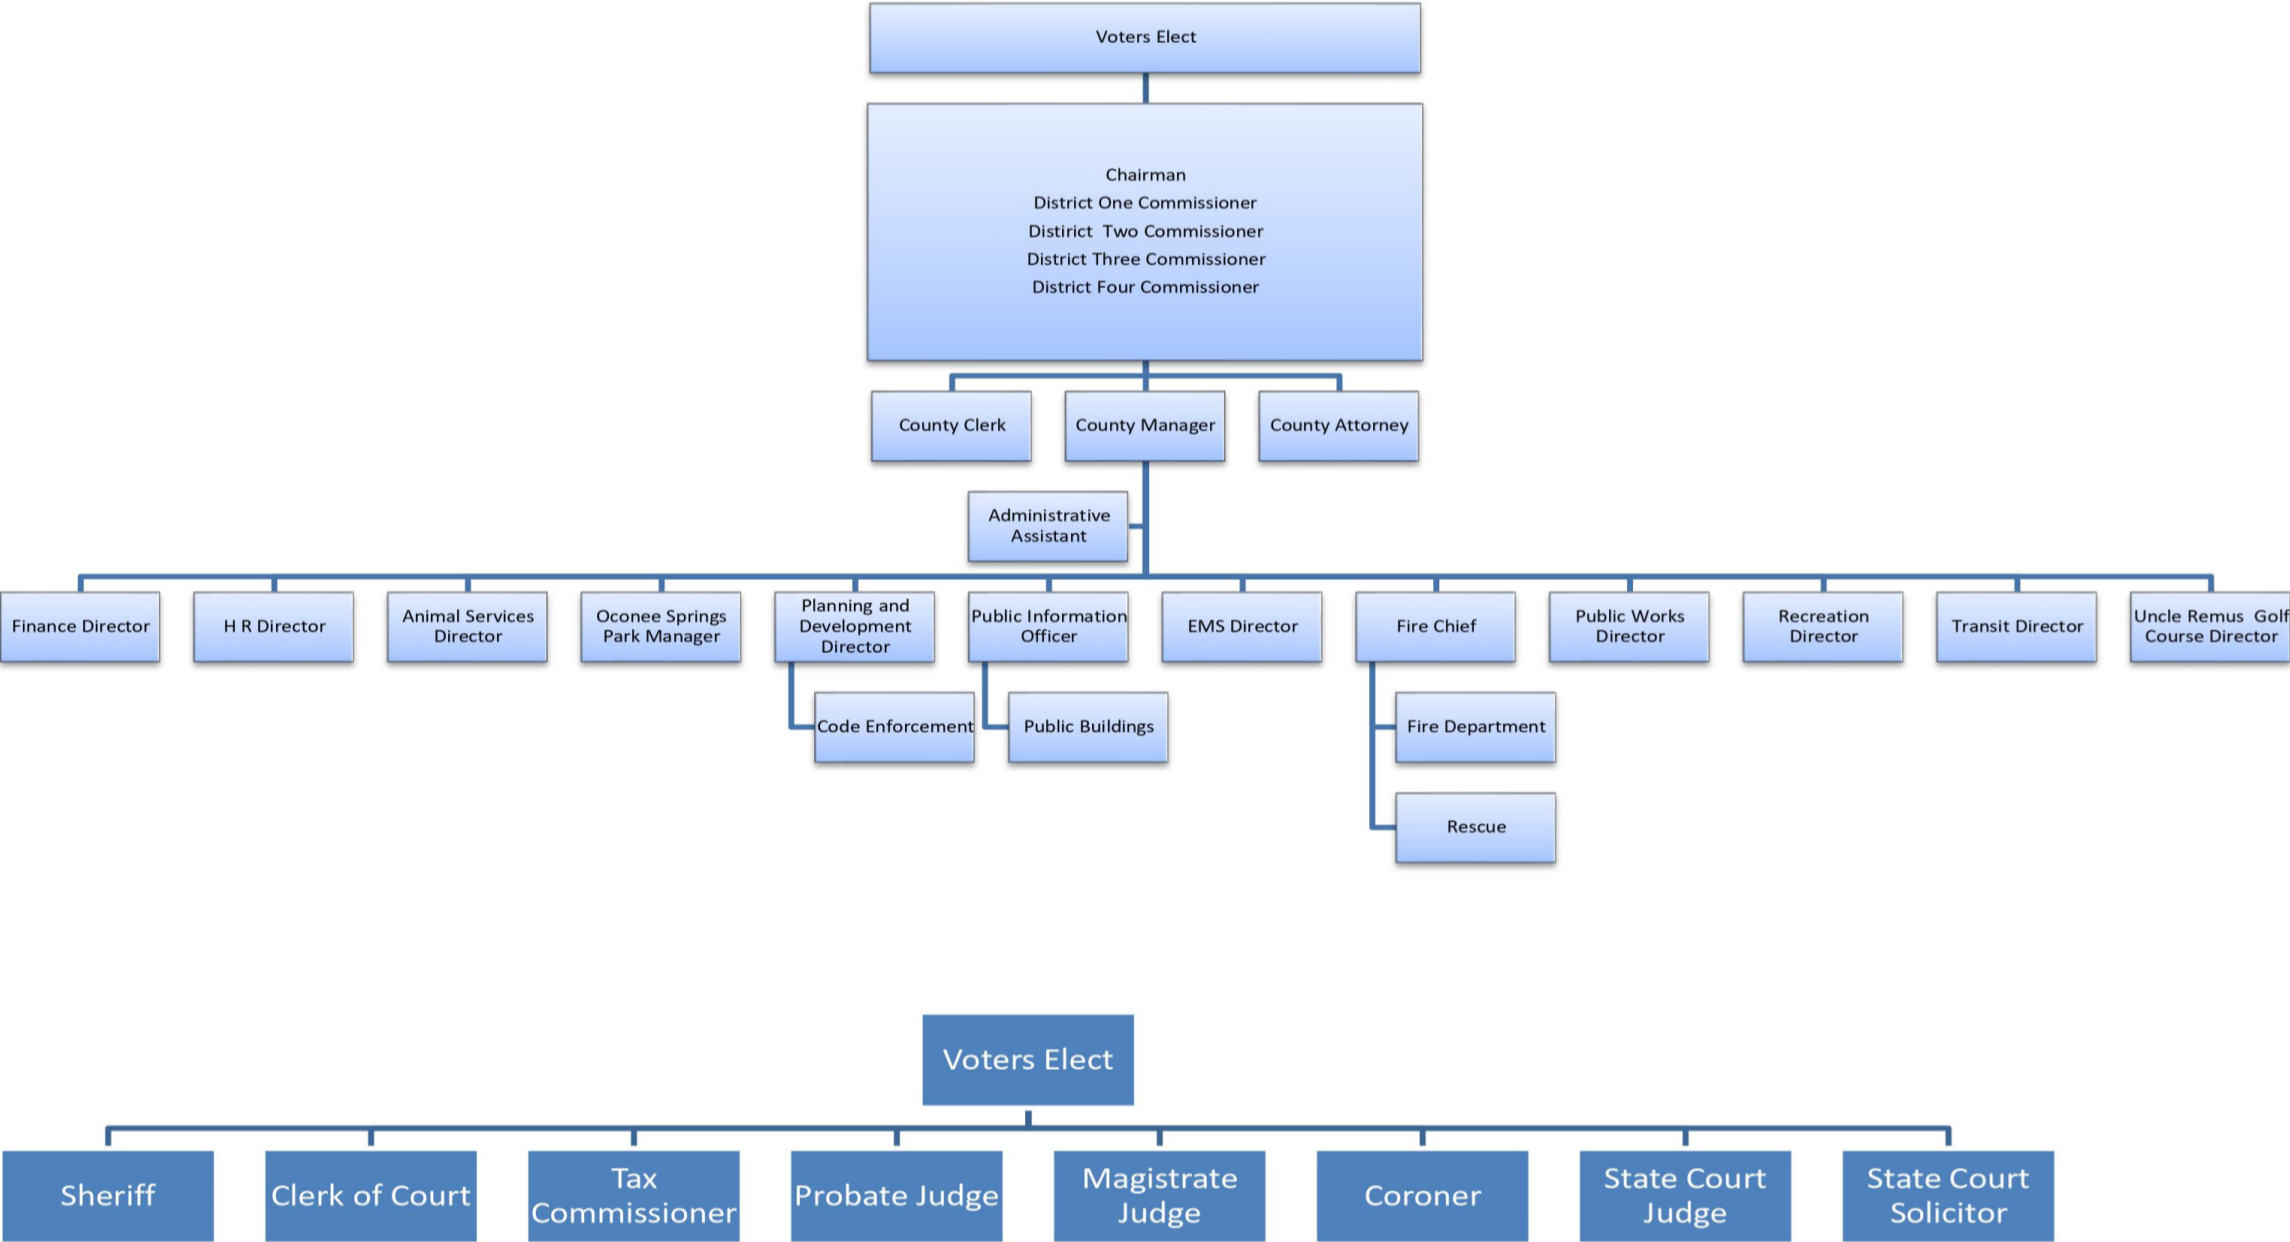 Voters Elect
Chairman
District One Commissioner
Distirict  Two Commissioner
District Three Commissioner
District Four Commissioner
County Clerk
County Manager
County Attorney
Administrative
Assistant
Finance Director
H R Director
Animal Services
Director
Oconee Springs
Park Manager
Planning and
Development
Director
Public Information
Officer
EMS Director
Fire Chief
Public Works
Director
Recreation
Director
Transit Director
Uncle Remus  Golf
Course Director
Code Enforcement
Public Buildings
Fire Department
Rescue
Voters Elect
Sheriff
Clerk of Court
Tax
Commissioner
Probate Judge
Magistrate
Judge
Coroner
State Court
Judge
State Court
Solicitor